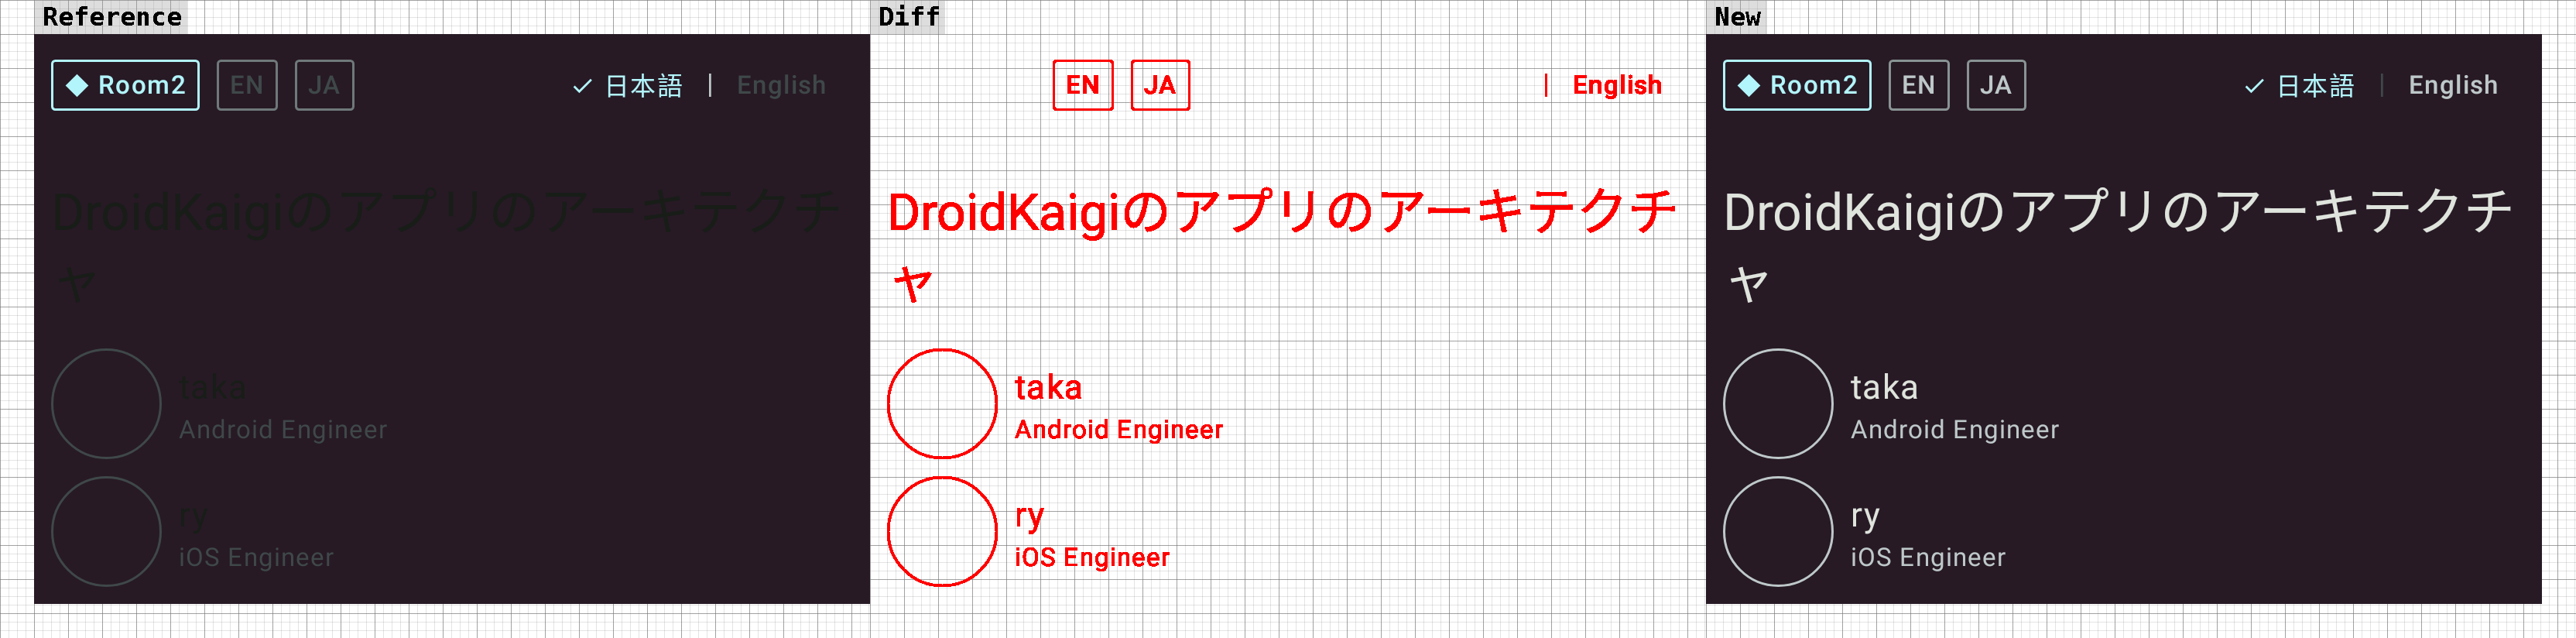 Reference
Room2 EN JA 日本語 | English
DroidKaigiのアプリのアーキテクチ
ャ
taka
Android Engineer
ry
iOS Engineer
Diff
EN JA | English
DroidKaigiのアプリのアーキテクチ
ャ
taka
Android Engineer
ry
iOS Engineer
New
Room2 EN JA 日本語 | English
DroidKaigiのアプリのアーキテクチ
ャ
taka
Android Engineer
ry
iOS Engineer